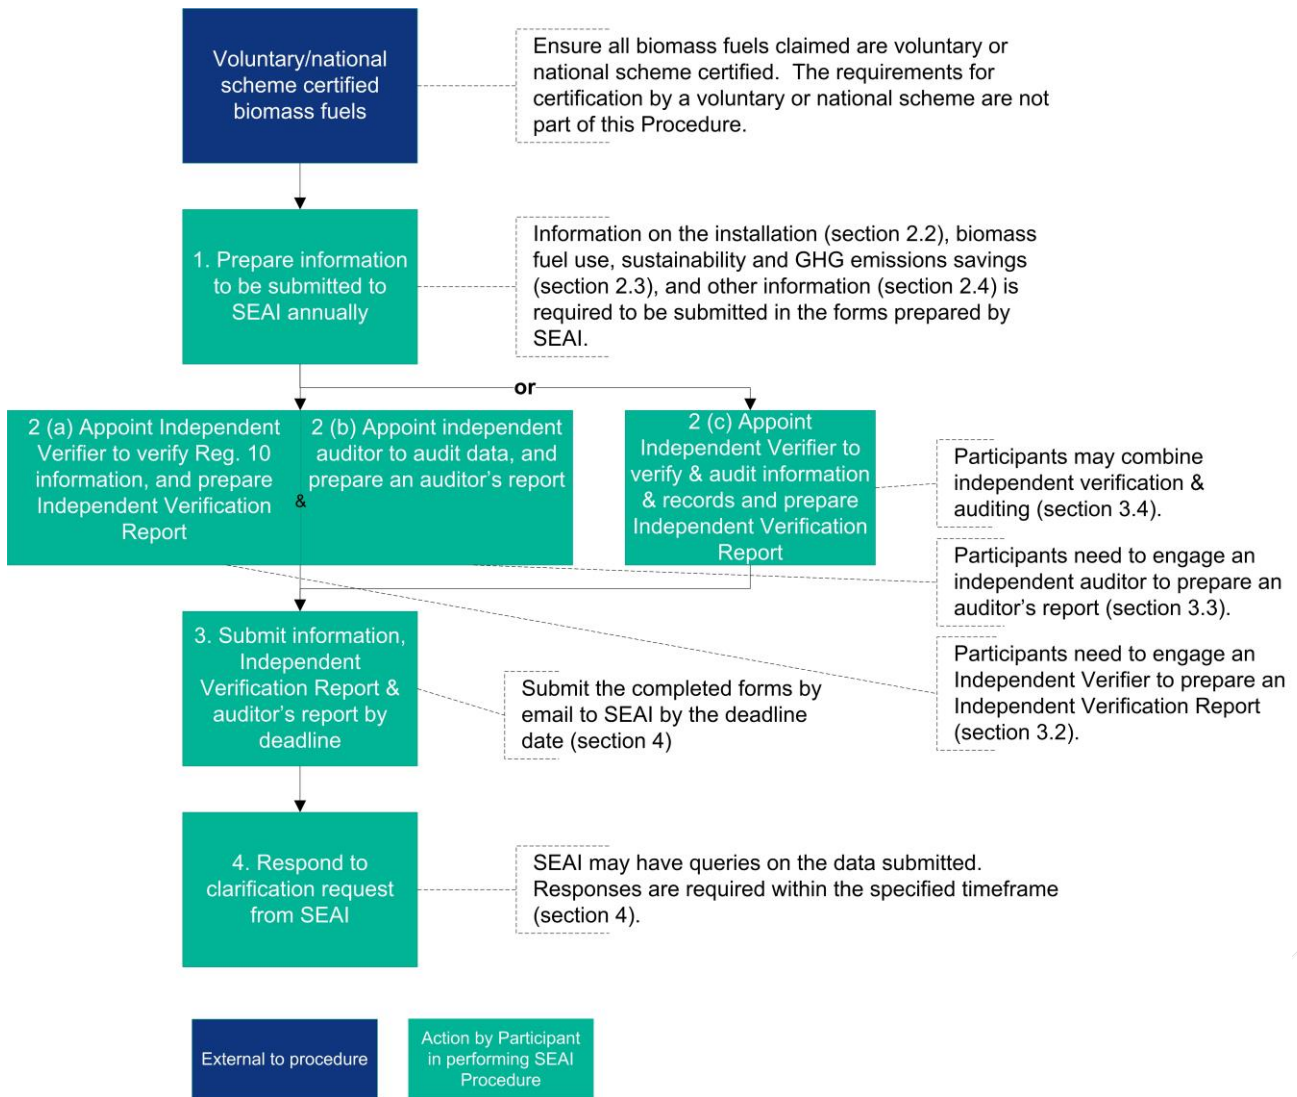 Voluntary/national
scheme certified
biomass fuels
Ensure all biomass fuels claimed are voluntary or
national scheme certified.  The requirements for
certification by a voluntary or national scheme are not
part of this Procedure.
1. Prepare information
to be submitted to
SEAI annually
Information on the installation (section 2.2), biomass
fuel use, sustainability and GHG emissions savings
(section 2.3), and other information (section 2.4) is
required to be submitted in the forms prepared by
SEAI.
or
2 (a) Appoint Independent
Verifier to verify Reg. 10
information, and prepare
Independent Verification
Report
&
2 (b) Appoint independent
auditor to audit data, and
prepare an auditor’s report
2 (c) Appoint
Independent Verifier to
verify & audit information
& records and prepare
Independent Verification
Report
Participants may combine
independent verification &
auditing (section 3.4).
Participants need to engage an
independent auditor to prepare an
auditor’s report (section 3.3).
Participants need to engage an
Independent Verifier to prepare an
Independent Verification Report
(section 3.2).
3. Submit information,
Independent
Verification Report &
auditor’s report by
deadline
Submit the completed forms by
email to SEAI by the deadline
date (section 4)
4. Respond to
clarification request
from SEAI
SEAI may have queries on the data submitted.
Responses are required within the specified timeframe
(section 4).
External to procedure
Action by Participant
in performing SEAI
Procedure